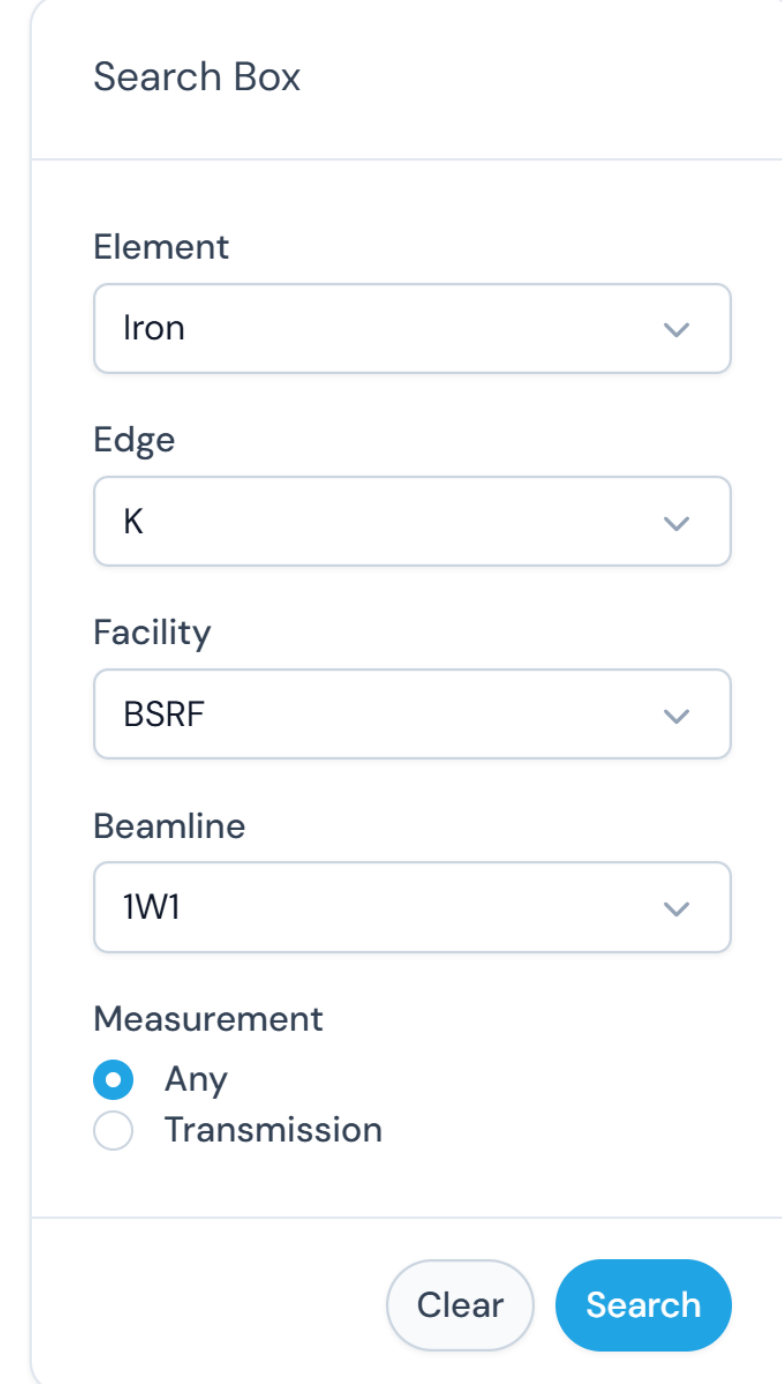 Search Box
Element
Iron
Edge
K
Facility
BSRF
Beamline
1W1
Measurement
Any
Transmission
Clear
Search